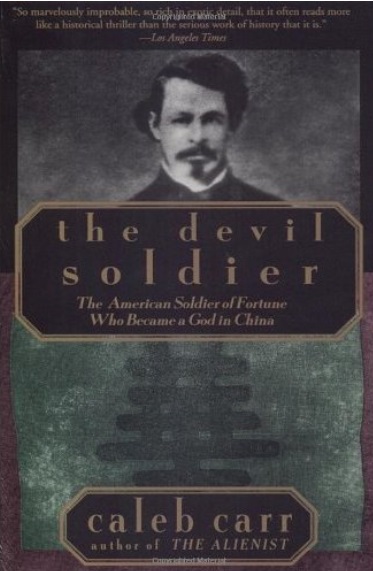 "So marvelously improbable, so rich in exotic detail, that it often reads more
like a historical thriller than the serious work of history that it is."
—Los Angeles Times
the devil
soldier
The American Soldier of Fortune
Who Became a God in China
caleb carr
author of THE ALIENIST
Copyrighted Material